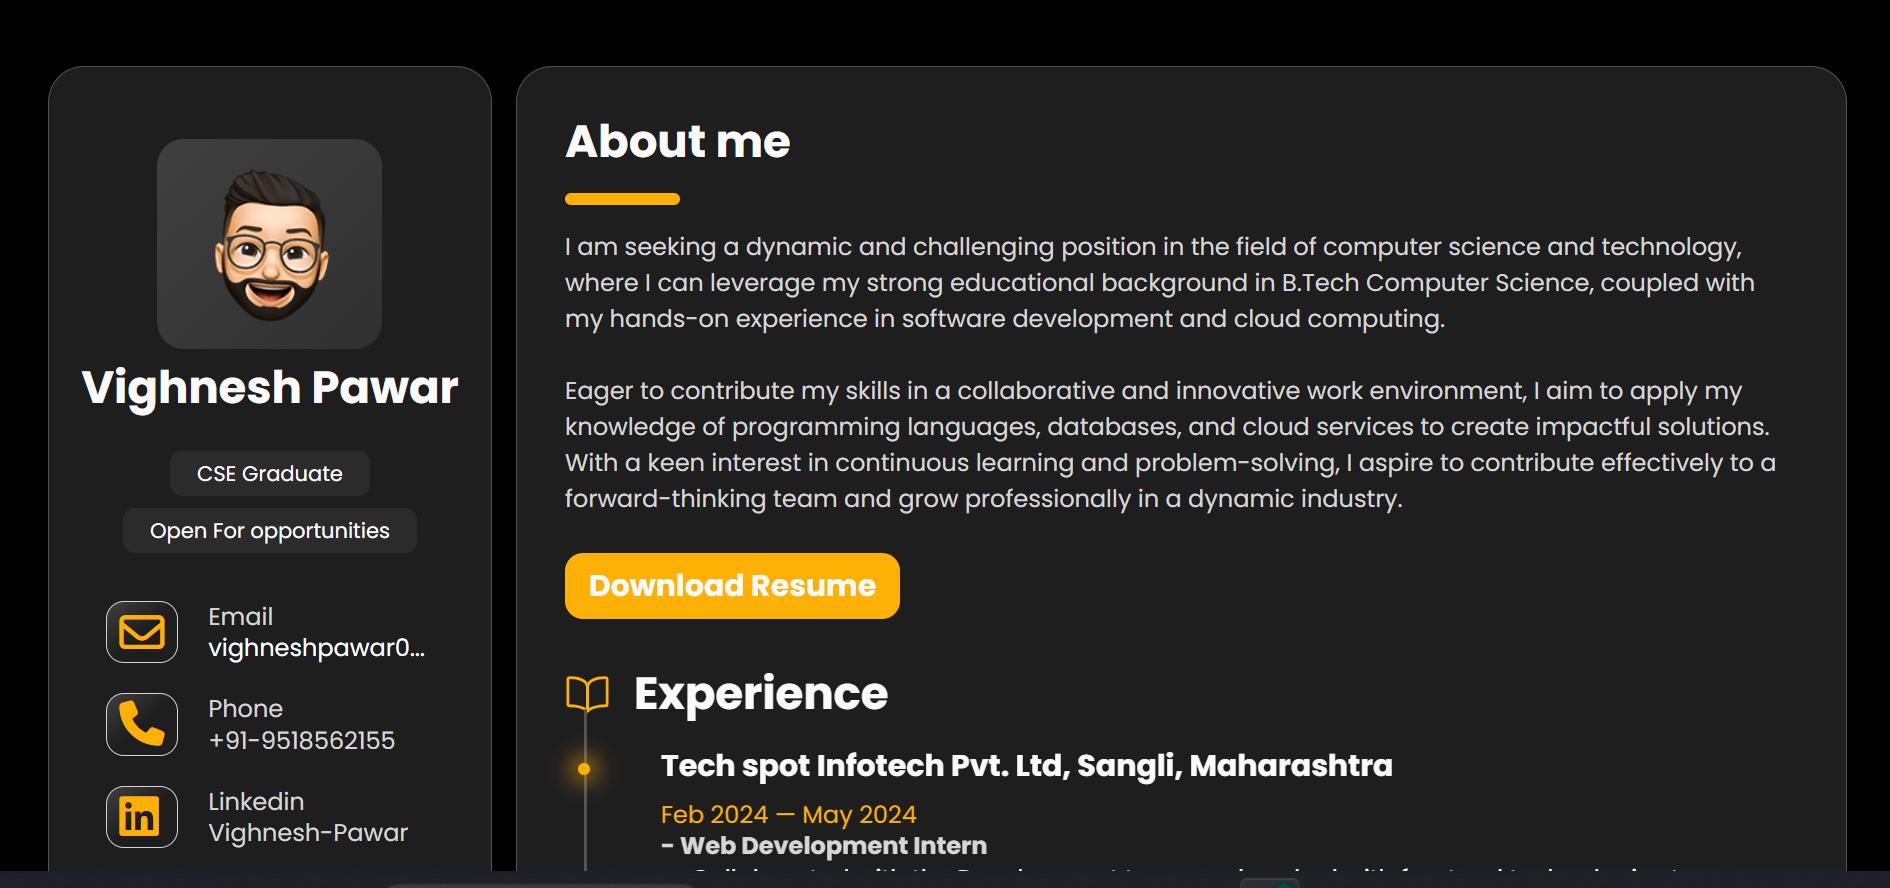 Vighnesh Pawar
CSE Graduate
Open For opportunities
Email
vighneshpawar0...
Phone
+91-9518562155
Linkedin
Vighnesh-Pawar
About me
I am seeking a dynamic and challenging position in the field of computer science and technology,
where I can leverage my strong educational background in B.Tech Computer Science, coupled with
my hands-on experience in software development and cloud computing.
Eager to contribute my skills in a collaborative and innovative work environment, I aim to apply my
knowledge of programming languages, databases, and cloud services to create impactful solutions.
With a keen interest in continuous learning and problem-solving, I aspire to contribute effectively to a
forward-thinking team and grow professionally in a dynamic industry.
Download Resume
Experience
Tech spot Infotech Pvt. Ltd, Sangli, Maharashtra
Feb 2024 — May 2024
- Web Development Intern